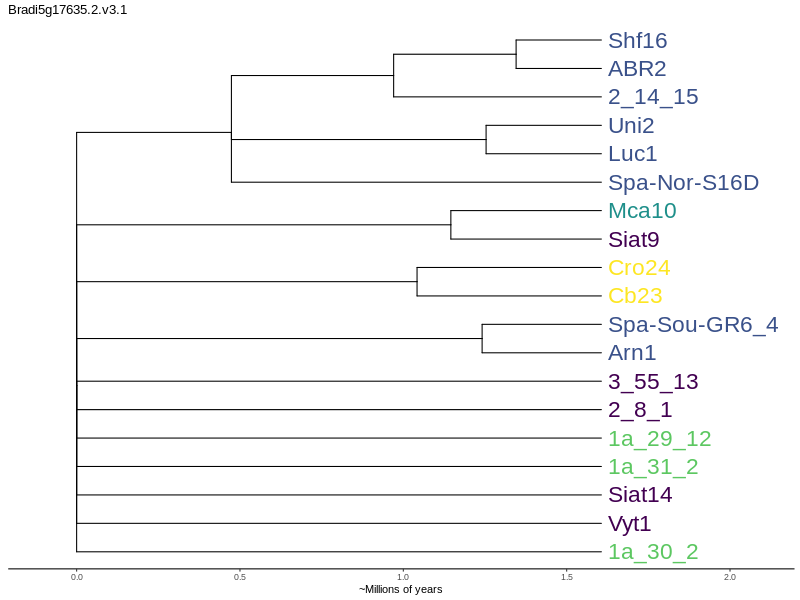 Bradi5g17635.2.v3.1
Shf16
ABR2
2_14_15
Uni2
Luc1
Spa-Nor-S16D
Mca10
Siat9
Cro24
Cb23
Spa-Sou-GR6_4
Arn1
3_55_13
2_8_1
1a_29_12
1a_31_2
Siat14
Vyt1
1a_30_2
0.0 0.5 1.0 1.5 2.0
~Millions of years